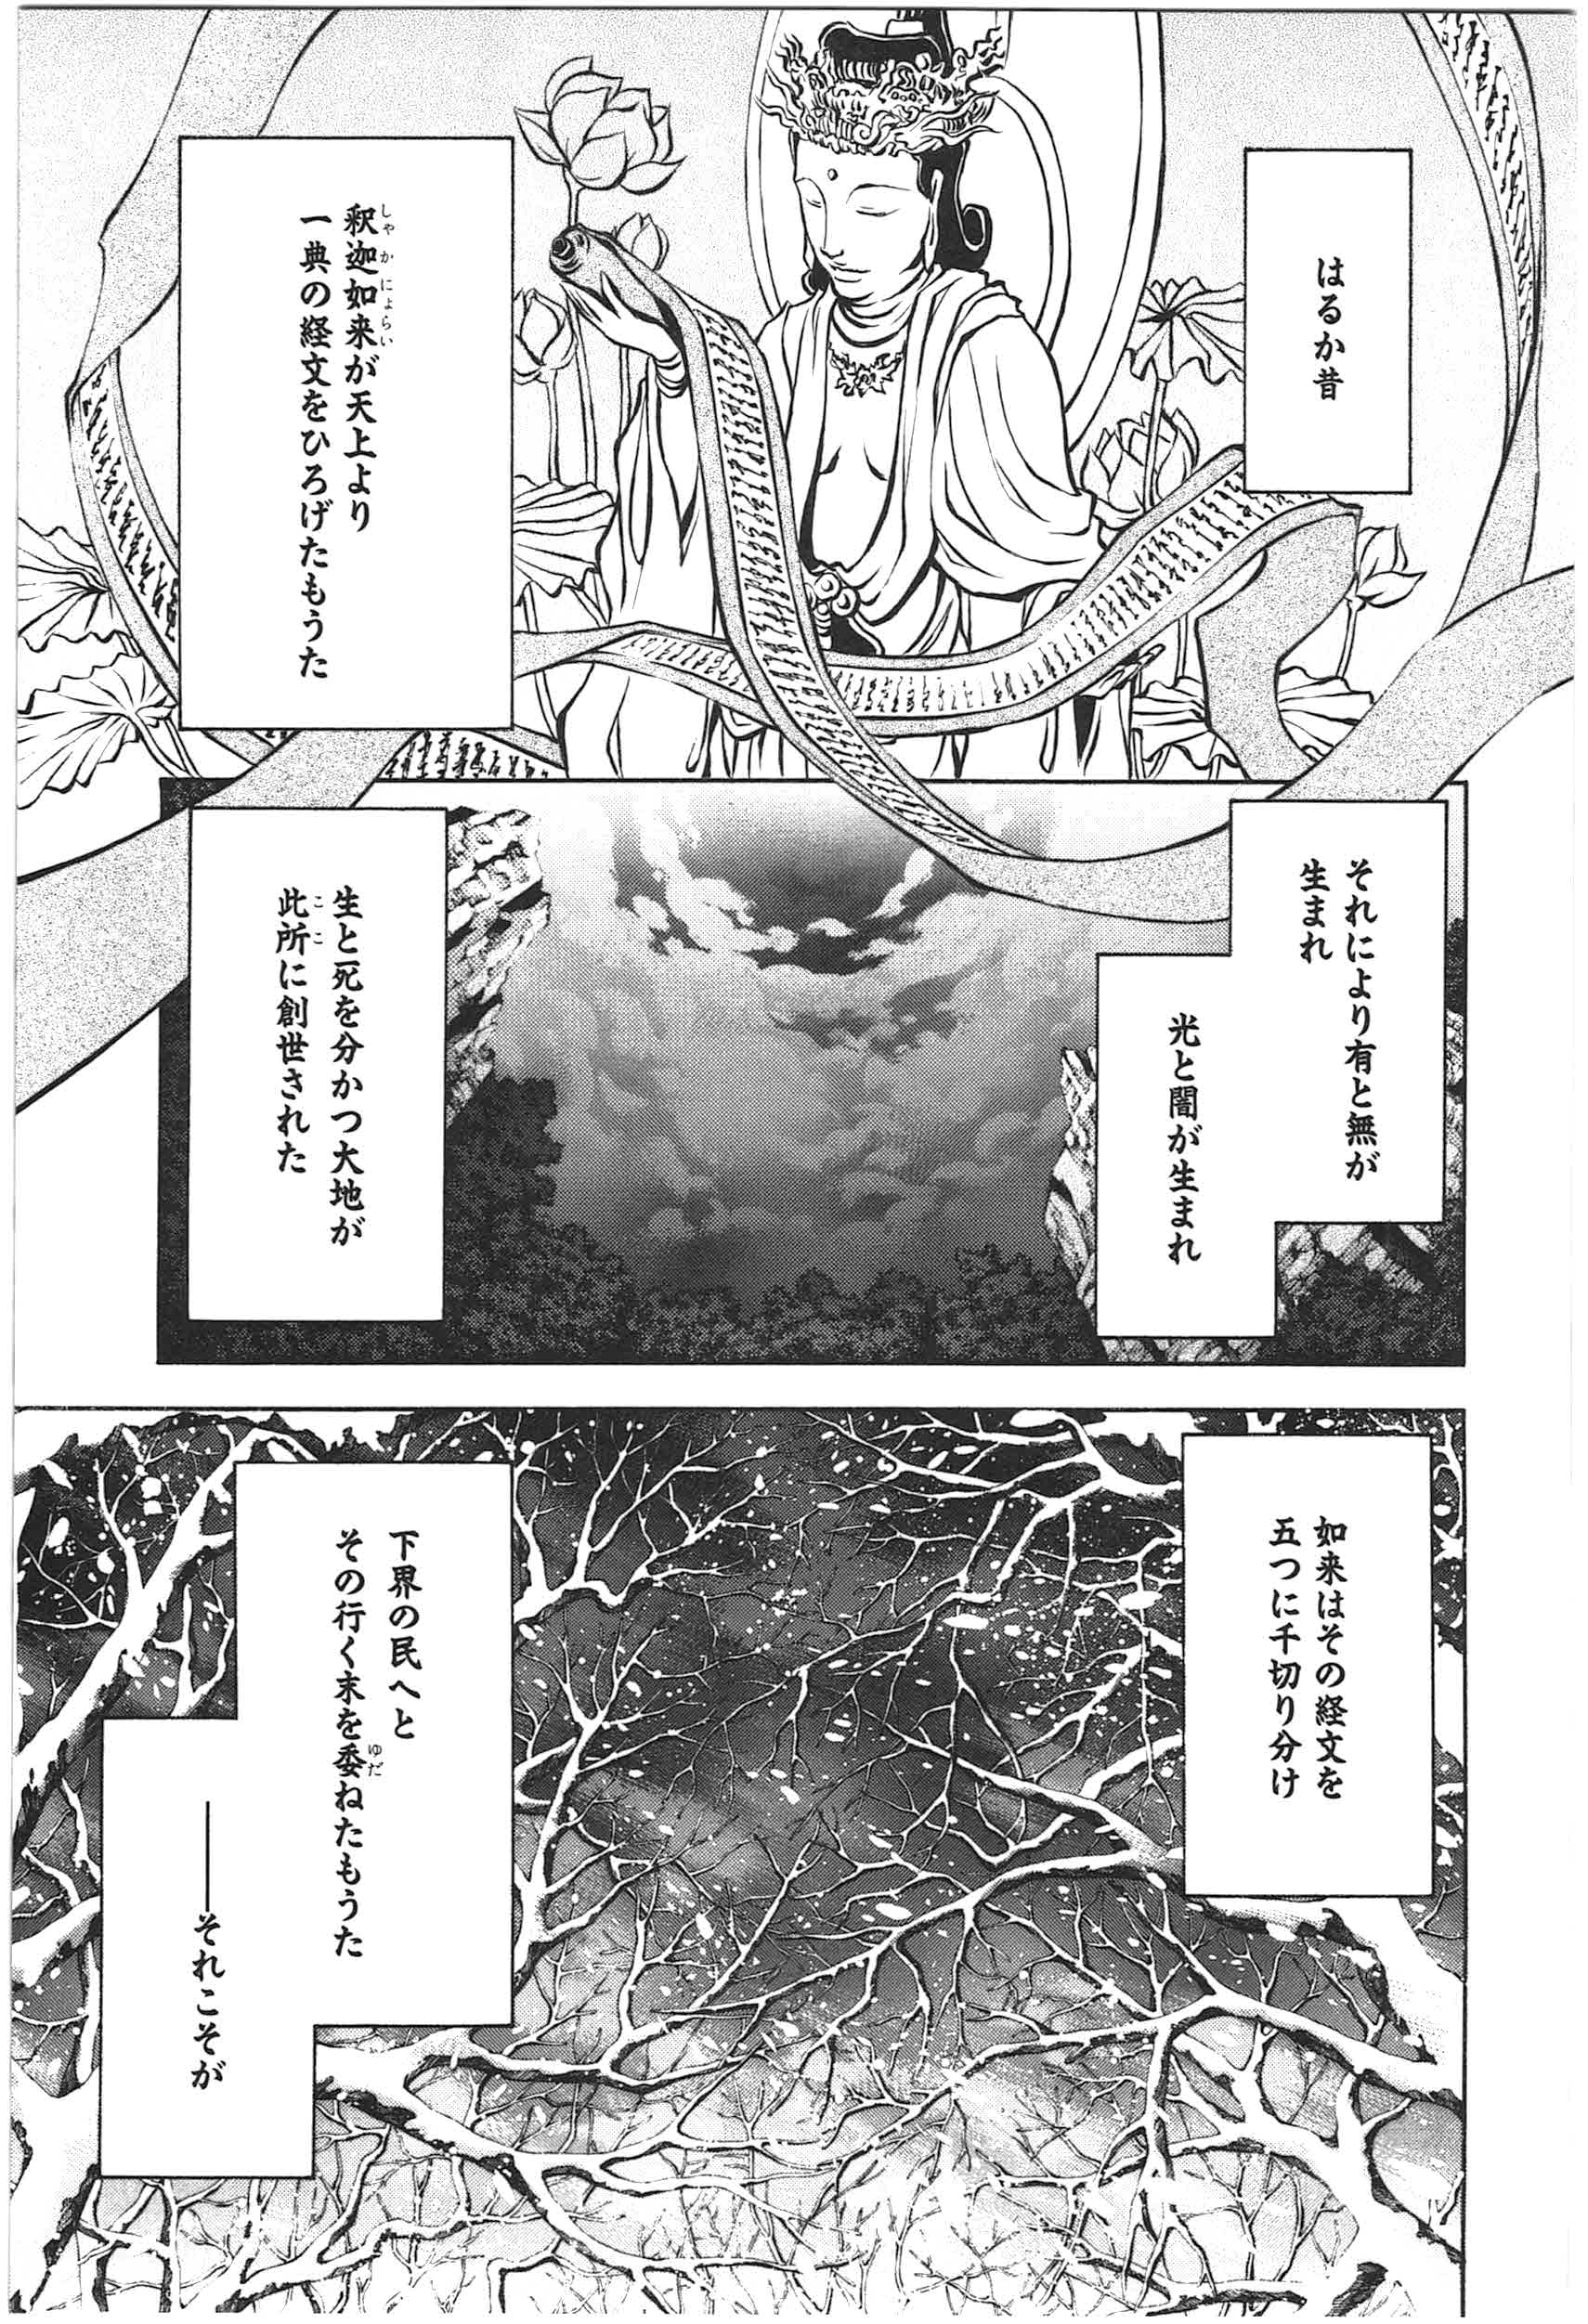 はるか昔
釈迦如来が天上より
一典の経文をひろげたもうた
それにより有と無が
生まれ
光と闇が生まれ
生と死を分かつ大地が
此所に創世された
如来はその経文を
五つに千切り分け
下界の民へと
その行く末を委ねたもうた
――それこそが